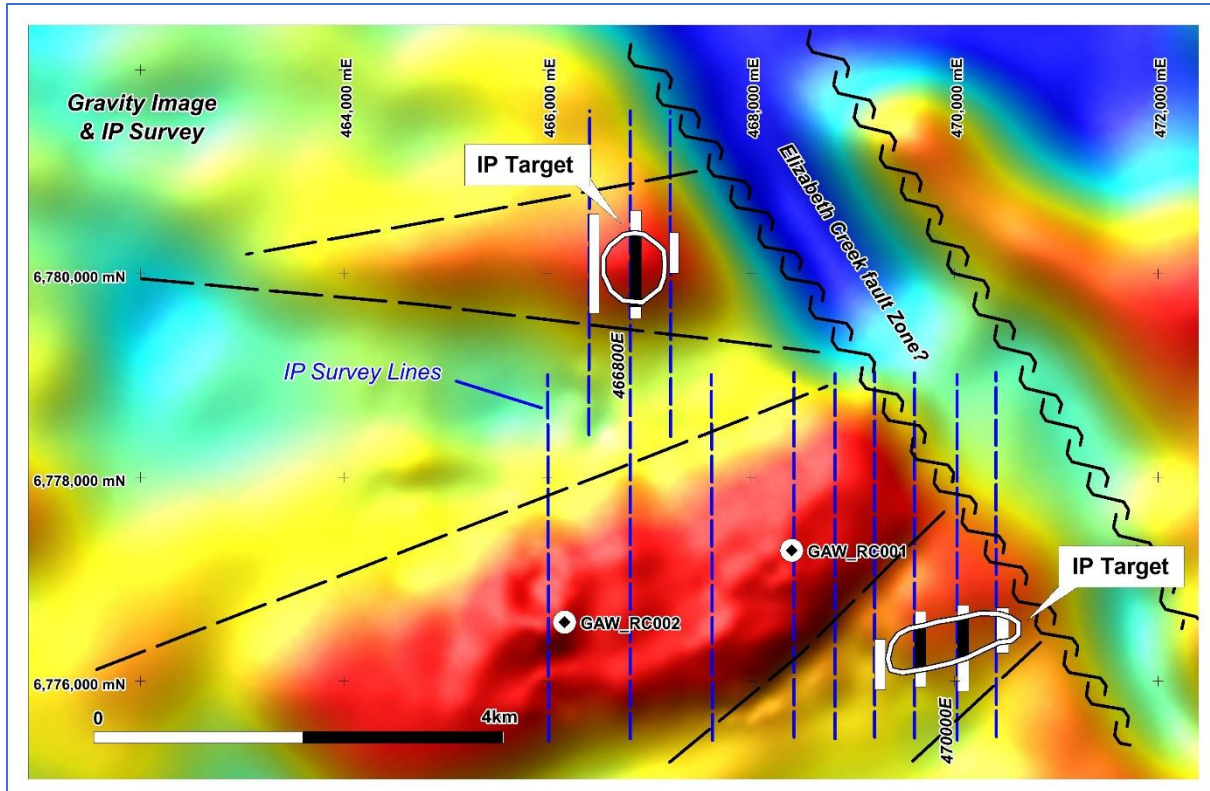 Gravity Image
& IP Survey
464,000 mE
466,000 mE
468,000 mE
470,000 mE
472,000 mE
IP Target
Elizabeth Creek fault Zone?
6,780,000 mN
466800E
IP Survey Lines
6,778,000 mN
GAW_RC001
IP Target
GAW_RC002
6,776,000 mN
0
4km
470000E